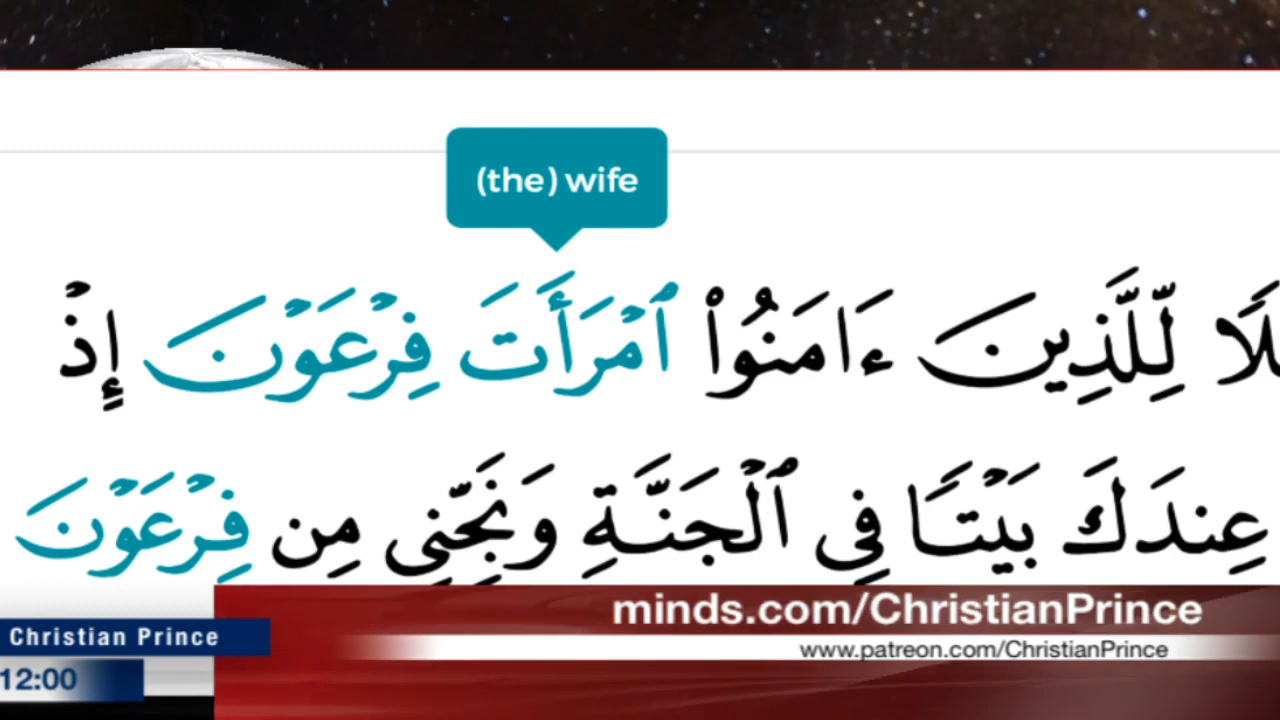 (the) wife
لِّلَّذِينَ ءَامَنُوا۟ ٱمْرَأَتَ فِرْعَوْنَ إِذْ
عِندَكَ بَيْتًا فِى ٱلْجَنَّةِ وَنَجِّنِى مِن فِرْعَوْنَ
minds.com/ChristianPrince
Christian Prince
www.patreon.com/ChristianPrince
12:00